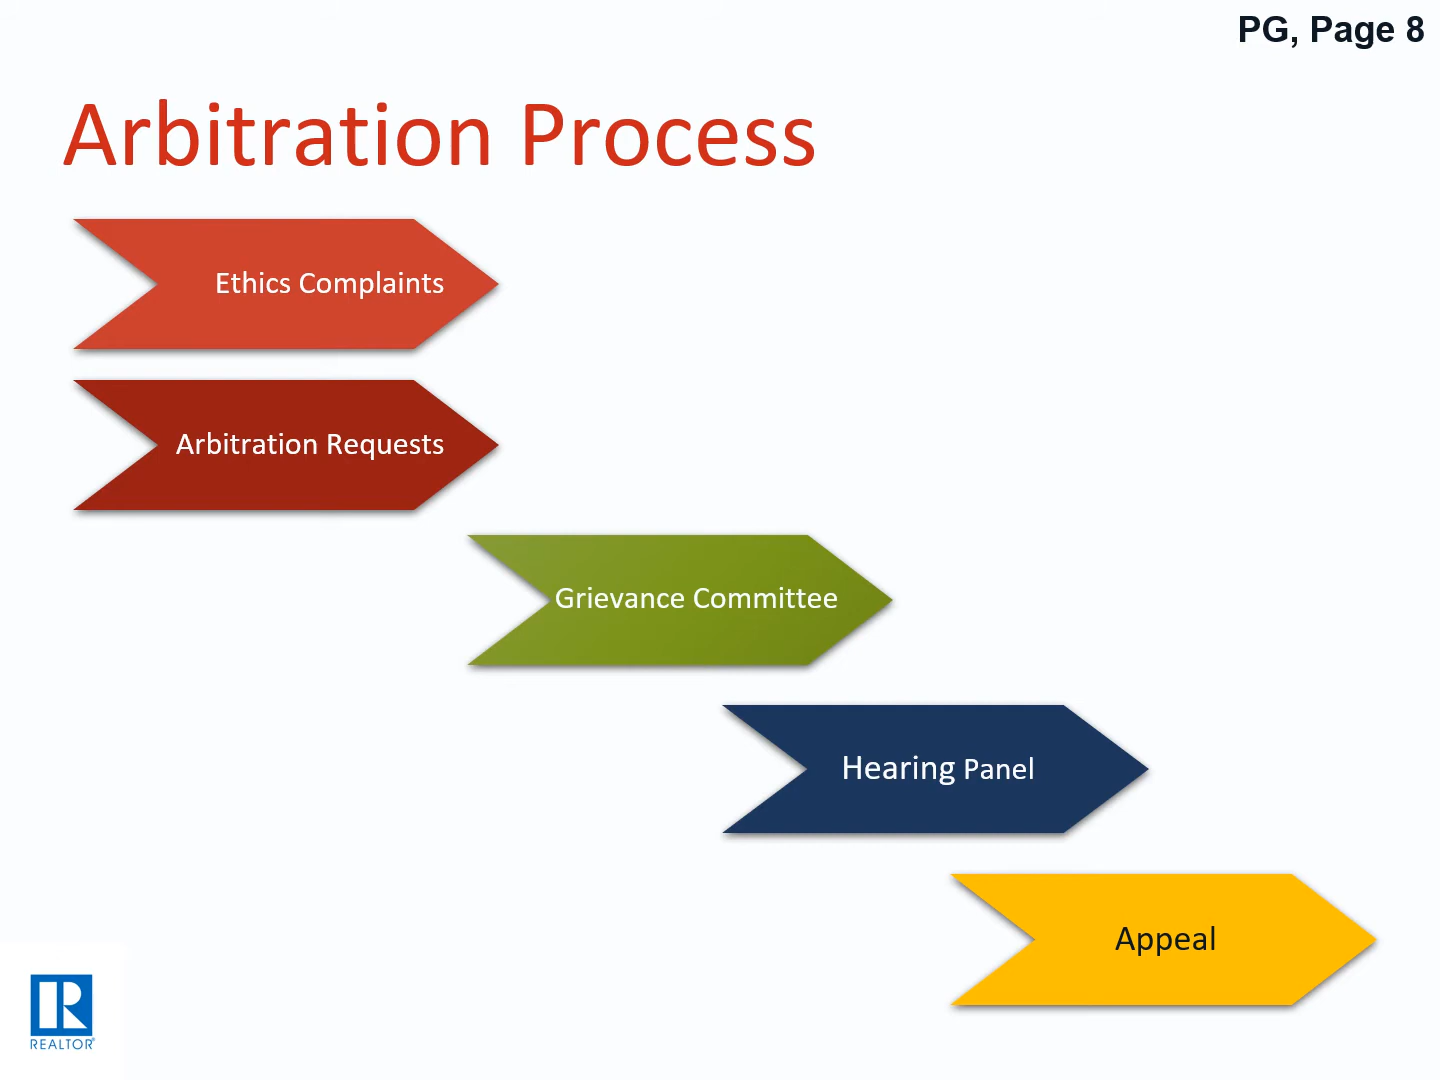 PG, Page 8
Arbitration Process
Ethics Complaints
Arbitration Requests
Grievance Committee
Hearing Panel
Appeal
R
REALTOR®